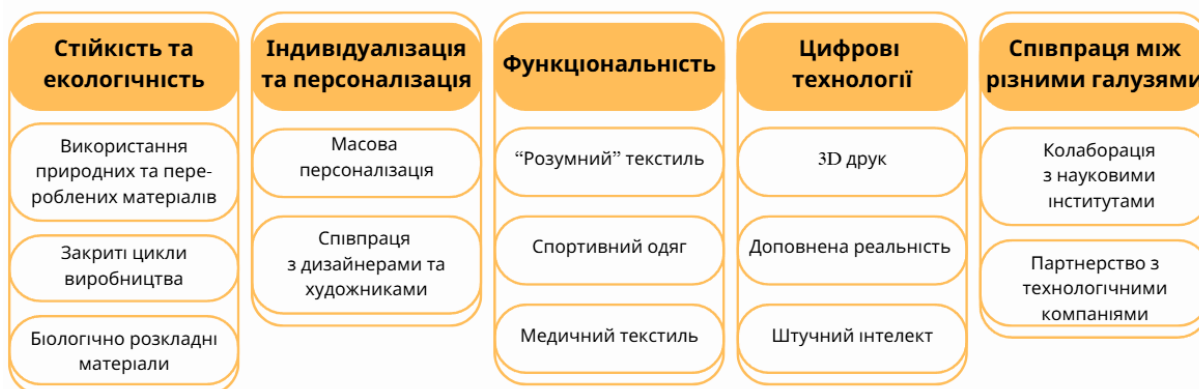 Стійкість та
екологічність
Використання
природних та пере-
роблених матеріалів
Закриті цикли
виробництва
Біологічно розкладні
матеріали
Індивідуалізація
та персоналізація
Масова
персоналізація
Співпраця
з дизайнерами та
художниками
Функціональність
“Розумний” текстиль
Спортивний одяг
Медичний текстиль
Цифрові
технології
3D друк
Доповнена реальність
Штучний інтелект
Співпраця між
різними галузями
Колаборація
з науковими
інститутами
Партнерство з
технологічними
компаніями